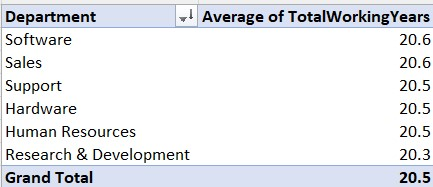 Department Average of TotalWorkingYears
Software 20.6
Sales 20.6
Support 20.5
Hardware 20.5
Human Resources 20.5
Research & Development 20.3
Grand Total 20.5